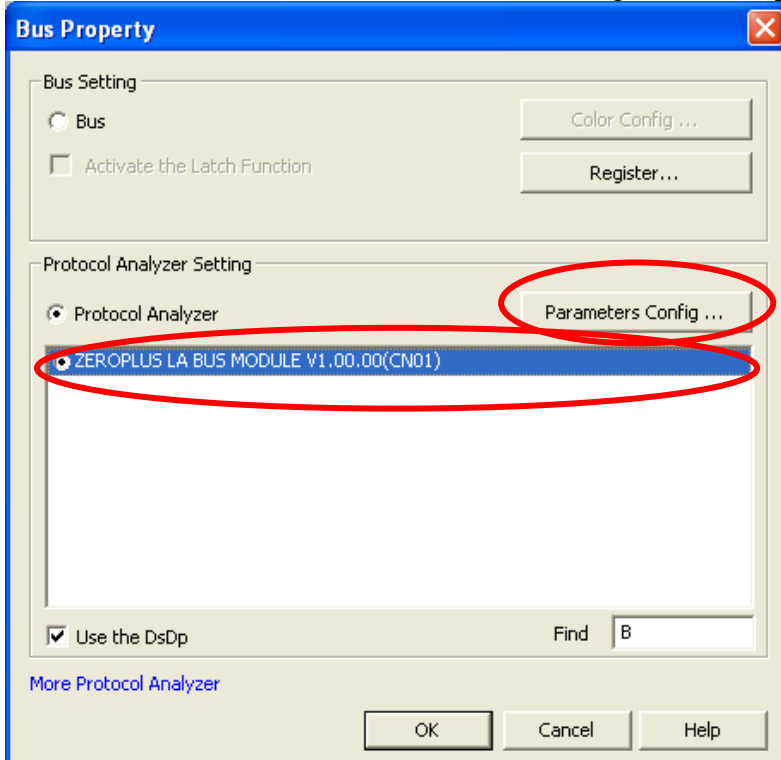 Bus Property
Bus Setting
Bus
Color Config ...
Activate the Latch Function
Register...
Protocol Analyzer Setting
Protocol Analyzer
Parameters Config ...
ZEROPLUS LA BUS MODULE V1.00.00(CN01)
Use the DsDp
Find B
More Protocol Analyzer
OK Cancel Help